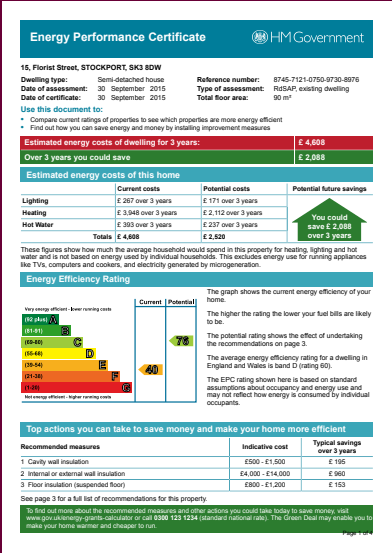 Energy Performance Certificate
HM Government
15, Florist Street, STOCKPORT, SK3 8DW
Dwelling type: Semi-detached house Reference number: 8745-7121-0750-9730-8976
Date of assessment: 30 September 2015 Type of assessment: RdSAP, existing dwelling
Date of certificate: 30 September 2015 Total floor area: 90 m²
Use this document to:
• Compare current ratings of properties to see which properties are more energy efficient
• Find out how you can save energy and money by installing improvement measures
Estimated energy costs of dwelling for 3 years: £ 4,608
Over 3 years you could save £ 2,088
Estimated energy costs of this home
Current costs Potential costs Potential future savings
Lighting £ 267 over 3 years £ 171 over 3 years
Heating £ 3,948 over 3 years £ 2,112 over 3 years
Hot Water £ 393 over 3 years £ 237 over 3 years
Totals £ 4,608 £ 2,520
You could
save £ 2,088
over 3 years
These figures show how much the average household would spend in this property for heating, lighting and hot
water and is not based on energy used by individual households. This excludes energy use for running appliances
like TVs, computers and cookers, and electricity generated by microgeneration.
Energy Efficiency Rating
Current Potential
Very energy efficient - lower running costs
(92 plus) A
(81-91) B
(69-80) C
(55-68) D
(39-54) E
(21-38) F
(1-20) G
Not energy efficient - higher running costs
76
40
The graph shows the current energy efficiency of your
home.
The higher the rating the lower your fuel bills are likely
to be.
The potential rating shows the effect of undertaking
the recommendations on page 3.
The average energy efficiency rating for a dwelling in
England and Wales is band D (rating 60).
The EPC rating shown here is based on standard
assumptions about occupancy and energy use and
may not reflect how energy is consumed by individual
occupants.
Top actions you can take to save money and make your home more efficient
Recommended measures Indicative cost Typical savings
over 3 years
1 Cavity wall insulation £500 - £1,500 £ 195
2 Internal or external wall insulation £4,000 - £14,000 £ 960
3 Floor insulation (suspended floor) £800 - £1,200 £ 153
See page 3 for a full list of recommendations for this property.
To find out more about the recommended measures and other actions you could take today to save money, visit
www.gov.uk/energy-grants-calculator or call 0300 123 1234 (standard national rate). The Green Deal may enable you to
make your home warmer and cheaper to run.
Page 1 of 4